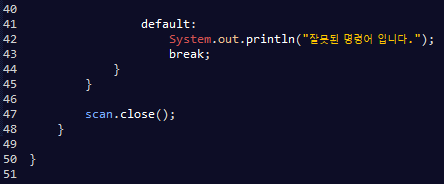 40
41 default:
42 System.out.println("잘못된 명령어 입니다.");
43 break;
44 }
45 }
46
47 scan.close();
48 }
49
50 }
51